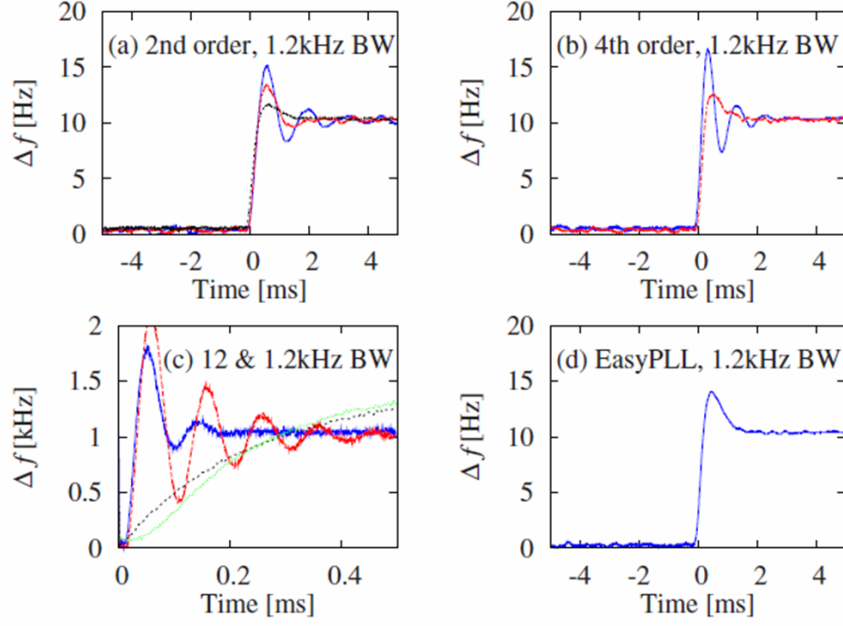 20
15
10
5
0
Δf [Hz]
(a) 2nd order, 1.2kHz BW
-4 -2 0 2 4
Time [ms]
20
15
10
5
0
Δf [Hz]
(b) 4th order, 1.2kHz BW
-4 -2 0 2 4
Time [ms]
2
1.5
1
0.5
0
Δf [kHz]
(c) 12 & 1.2kHz BW
0 0.2 0.4
Time [ms]
20
15
10
5
0
Δf [Hz]
(d) EasyPLL, 1.2kHz BW
-4 -2 0 2 4
Time [ms]